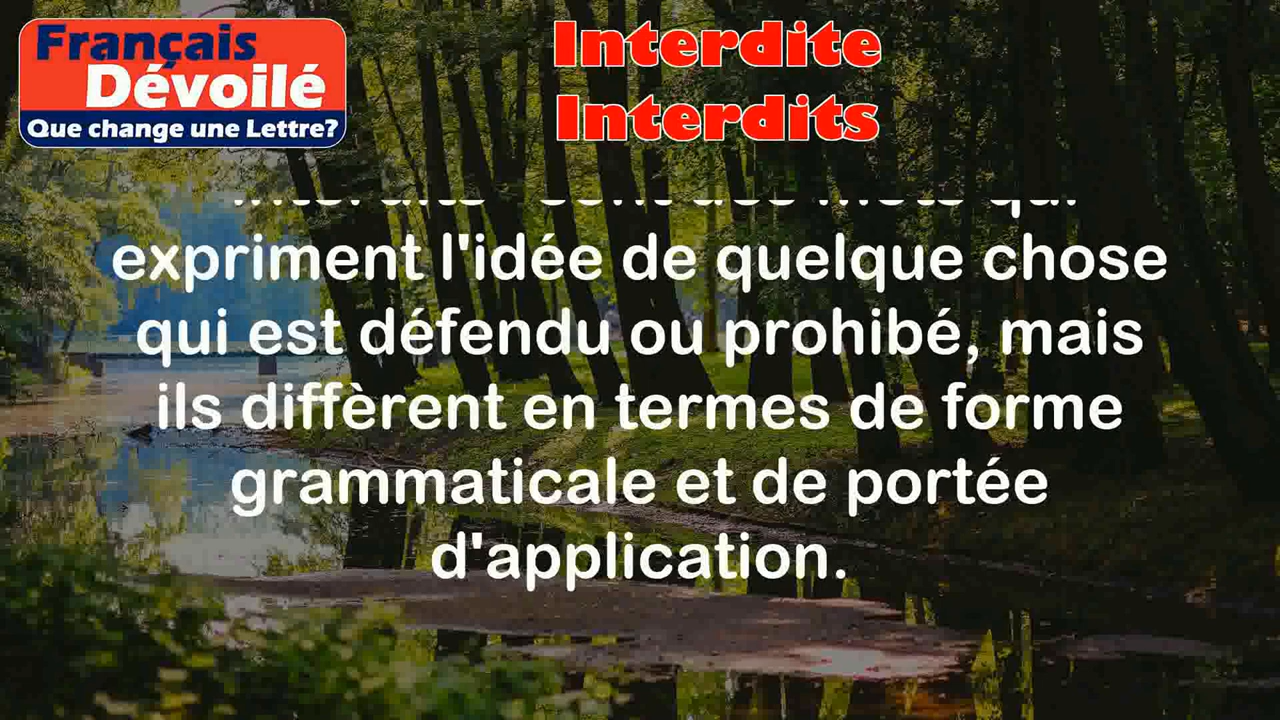 Français
Dévoilé
Que change une Lettre?
Interdite
Interdits
expriment l'idée de quelque chose
qui est défendu ou prohibé, mais
ils diffèrent en termes de forme
grammaticale et de portée
d'application.